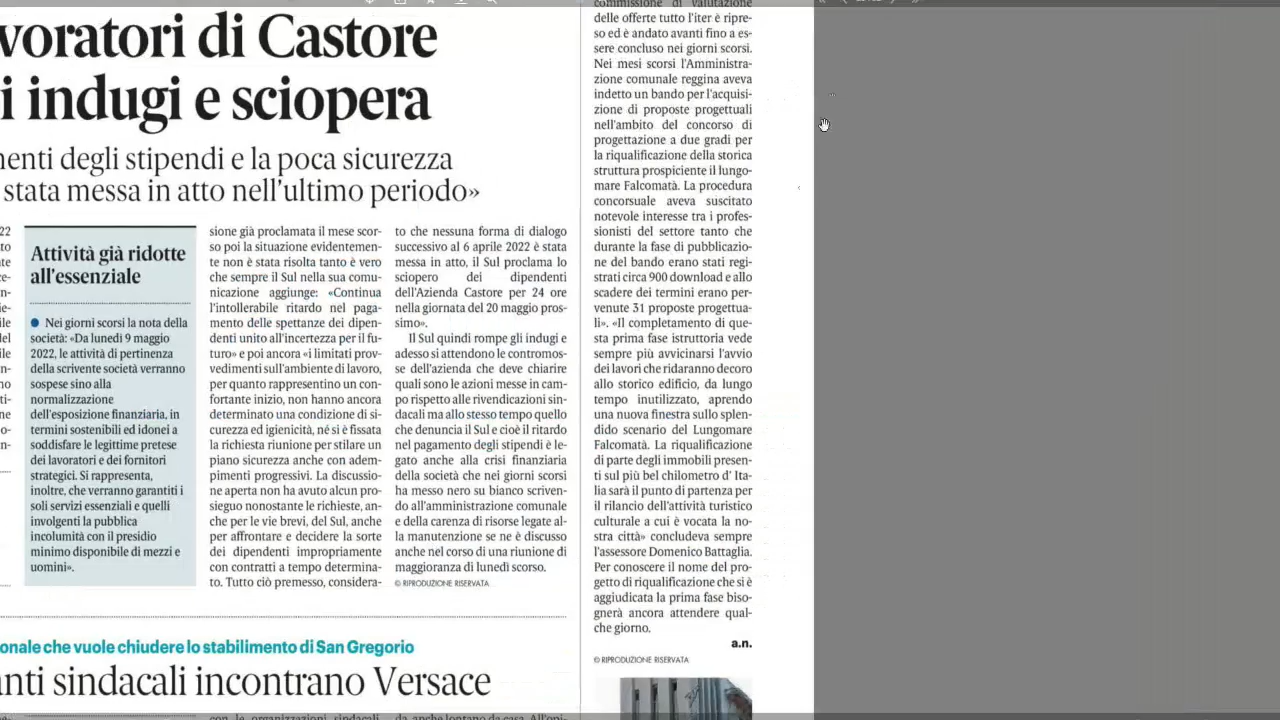 voratori di Castore
i indugi e sciopera
menti degli stipendi e la poca sicurezza
stata messa in atto nell'ultimo periodo»
Attività già ridotte
all'essenziale
Nei giorni scorsi la nota della
società: «Da lunedì 9 maggio
2022, le attività di pertinenza
della scrivente società verranno
sospese sino alla
normalizzazione
dell'esposizione finanziaria, in
termini sostenibili ed idonei a
soddisfare le legittime pretese
dei lavoratori e dei fornitori
strategici. Si rappresenta,
inoltre, che verranno garantiti i
soli servizi essenziali e quelli
involgenti la pubblica
incolumità con il presidio
minimo disponibile di mezzi e
uomini».
sione già proclamata il mese scor-
so poi la situazione evidentemen-
te non è stata risolta tanto è vero
che sempre il Sul nella sua comu-
nicazione aggiunge: «Continua
l'intollerabile ritardo nel paga-
mento delle spettanze dei dipen-
denti unito all'incertezza per il fu-
turo» e poi ancora «i limitati prov-
vedimenti sull'ambiente di lavoro,
per quanto rappresentino un con-
fortante inizio, non hanno ancora
determinato una condizione di si-
curezza ed igienicità, né si è fissata
la richiesta riunione per stilare un
piano sicurezza anche con adem-
pimenti progressivi. La discussio-
ne aperta non ha avuto alcun pro-
sieguo nonostante le richieste, an-
che per le vie brevi, del Sul, anche
per affrontare e decidere la sorte
dei dipendenti impropriamente
con contratti a tempo determina-
to. Tutto ciò premesso, considera-
to che nessuna forma di dialogo
successivo al 6 aprile 2022 è stata
messa in atto, il Sul proclama lo
sciopero dei dipendenti
dell'Azienda Castore per 24 ore
nella giornata del 20 maggio pros-
simo».
Il Sul quindi rompe gli indugi e
adesso si attendono le contromos-
se dell'azienda che deve chiarire
quali sono le azioni messe in cam-
po rispetto alle rivendicazioni sin-
dacali ma allo stesso tempo quello
che denuncia il Sul e cioè il ritardo
nel pagamento degli stipendi è le-
gato anche alla crisi finanziaria
della società che nei giorni scorsi
ha messo nero su bianco scriven-
do all'amministrazione comunale
e della carenza di risorse legate al-
la manutenzione se ne è discusso
anche nel corso di una riunione di
maggioranza di lunedì scorso.
© RIPRODUZIONE RISERVATA
commissione di valutazione
delle offerte tutto l'iter è ripre-
so ed è andato avanti fino a es-
sere concluso nei giorni scorsi.
Nei mesi scorsi l'Amministra-
zione comunale reggina aveva
indetto un bando per l'acquisi-
zione di proposte progettuali
nell'ambito del concorso di
progettazione a due gradi per
la riqualificazione della storica
struttura prospiciente il lungo-
mare Falcomatà. La procedura
concorsuale aveva suscitato
notevole interesse tra i profes-
sionisti del settore tanto che
durante la fase di pubblicazio-
ne del bando erano stati regi-
strati circa 900 download e allo
scadere dei termini erano per-
venute 31 proposte progettua-
li». «Il completamento di que-
sta prima fase istruttoria vede
sempre più avvicinarsi l'avvio
dei lavori che ridaranno decoro
allo storico edificio, da lungo
tempo inutilizzato, aprendo
una nuova finestra sullo splen-
dido scenario del Lungomare
Falcomatà. La riqualificazione
di parte degli immobili presen-
ti sul più bel chilometro d' Ita-
lia sarà il punto di partenza per
il rilancio dell'attività turistico
culturale a cui è vocata la no-
stra città» concludeva sempre
l'assessore Domenico Battaglia.
Per conoscere il nome del pro-
getto di riqualificazione che si è
aggiudicata la prima fase biso-
gnerà ancora attendere qual-
che giorno.
a.n.
© RIPRODUZIONE RISERVATA
onale che vuole chiudere lo stabilimento di San Gregorio
anti sindacali incontrano Versace
con le organizzazioni sindacali
da anche lontano da casa. All'opi-